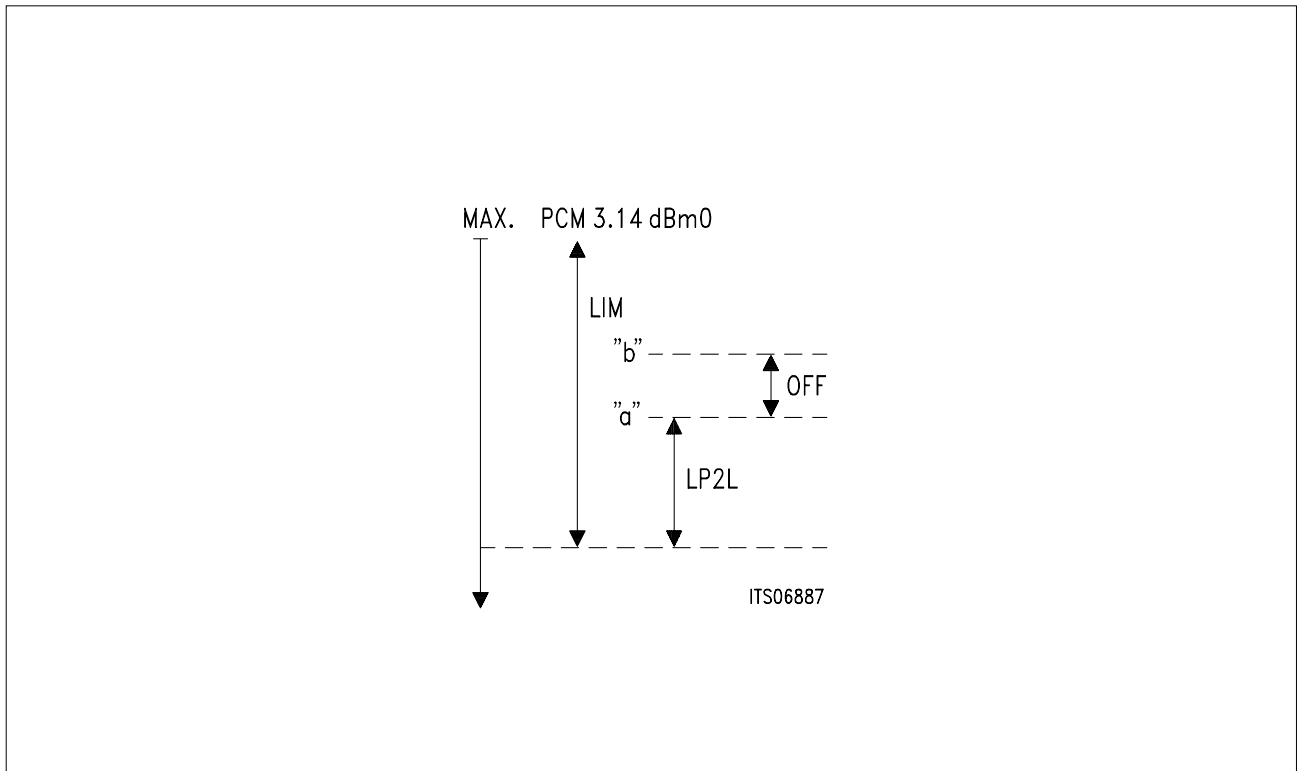 MAX. PCM 3.14 dBm0
LIM
"b"
OFF
"a"
LP2L
ITS06887